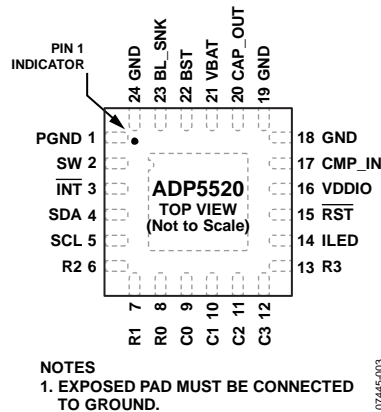 PIN 1
INDICATOR
24 GND
23 BL_SNK
22 BST
21 VBAT
20 CAP_OUT
19 GND
PGND 1
SW 2
INT 3
SDA 4
SCL 5
R2 6
ADP5520
TOP VIEW
(Not to Scale)
18 GND
17 CMP_IN
16 VDDIO
15 RST
14 ILED
13 R3
R1 7
R0 8
C0 9
C1 10
C2 11
C3 12
NOTES
1. EXPOSED PAD MUST BE CONNECTED
TO GROUND.
07445-003